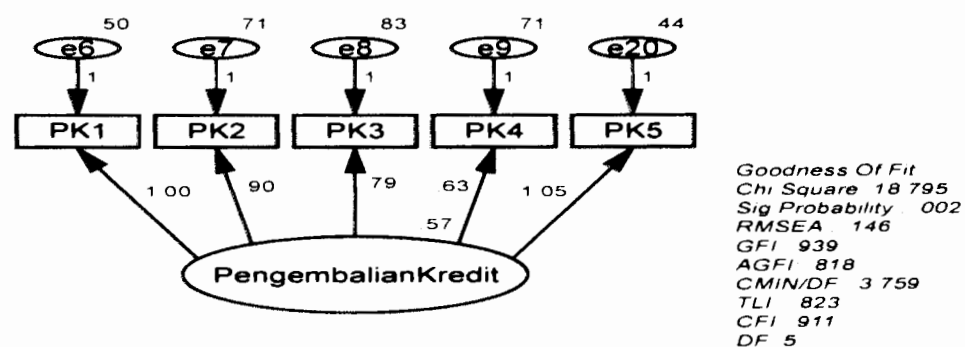 50 71 83 71 44
e6 e7 e8 e9 e20
1 1 1 1 1
PK1 PK2 PK3 PK4 PK5
1 00 90 79 63 1 05
.57
PengembalianKredit
Goodness Of Fit
Chi Square 18 795
Sig Probability . 002
RMSEA . 146
GFI 939
AGFI 818
CMIN/DF 3 759
TLI 823
CFI 911
DF 5